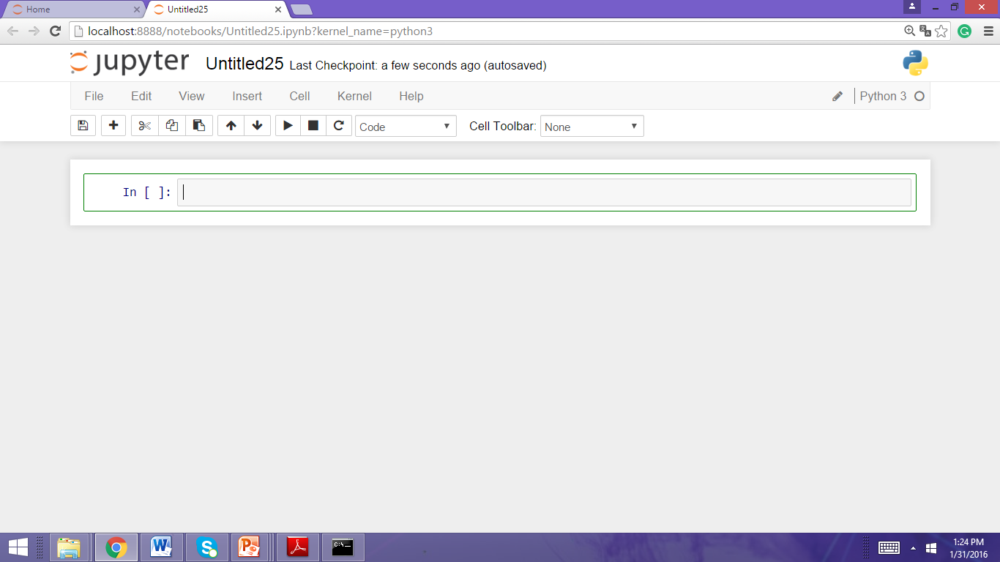 Home
Untitled25
localhost:8888/notebooks/Untitled25.ipynb?kernel_name=python3
jupyter Untitled25 Last Checkpoint: a few seconds ago (autosaved)
File Edit View Insert Cell Kernel Help Python 3
Code Cell Toolbar: None
In [ ]:
1:24 PM
1/31/2016